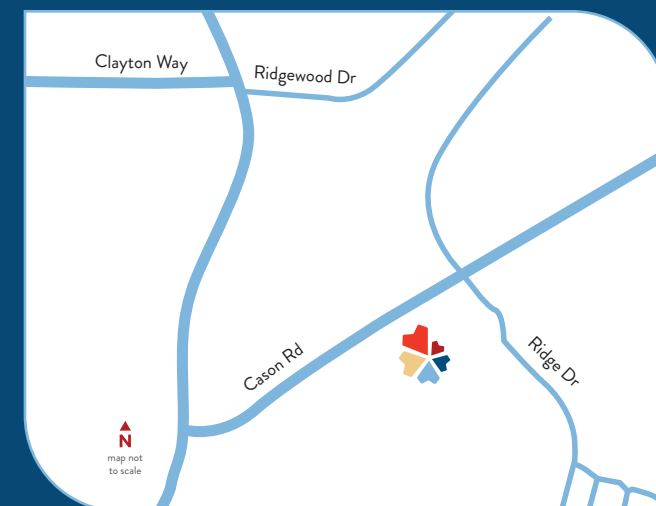 Clayton Way
Ridgewood Dr
Cason Rd
Ridge Dr
N
map not
to scale